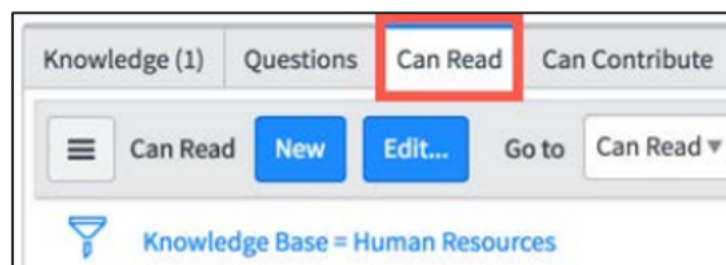 Knowledge (1) Questions Can Read Can Contribute
Can Read New Edit... Go to Can Read
Knowledge Base = Human Resources